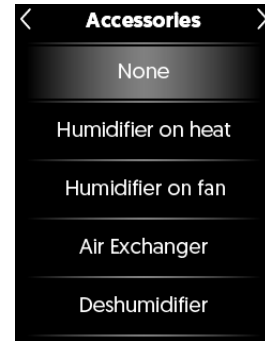 Accessories
None
Humidifier on heat
Humidifier on fan
Air Exchanger
Deshumidifier